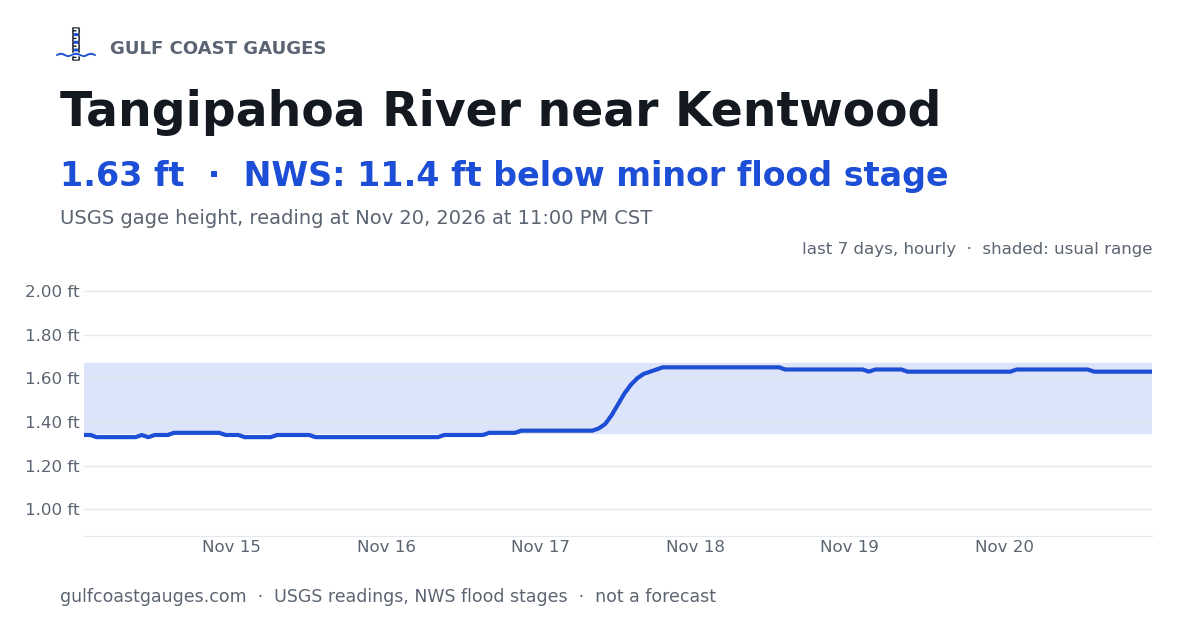 GULF COAST GAUGES
Tangipahoa River near Kentwood
1.63 ft · NWS: 11.4 ft below minor flood stage
USGS gage height, reading at Nov 20, 2026 at 11:00 PM CST
last 7 days, hourly · shaded: usual range
2.00 ft
1.80 ft
1.60 ft
1.40 ft
1.20 ft
1.00 ft
Nov 15 Nov 16 Nov 17 Nov 18 Nov 19 Nov 20
gulfcoastgauges.com · USGS readings, NWS flood stages · not a forecast